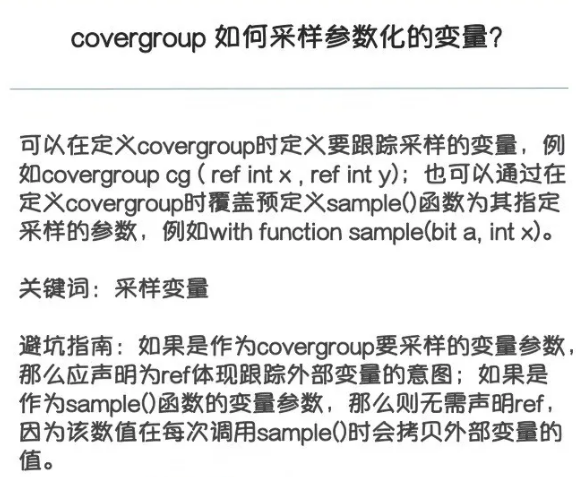 covergroup 如何采样参数化的变量?
可以在定义covergroup时定义要跟踪采样的变量，例
如covergroup cg ( ref int x , ref int y)；也可以通过在
定义covergroup时覆盖预定义sample()函数为其指定
采样的参数，例如with function sample(bit a, int x)。
关键词：采样变量
避坑指南：如果是作为covergroup要采样的变量参数，
那么应声明为ref体现跟踪外部变量的意图；如果是
作为sample()函数的变量参数，那么则无需声明ref，
因为该数值在每次调用sample()时会拷贝外部变量的
值。